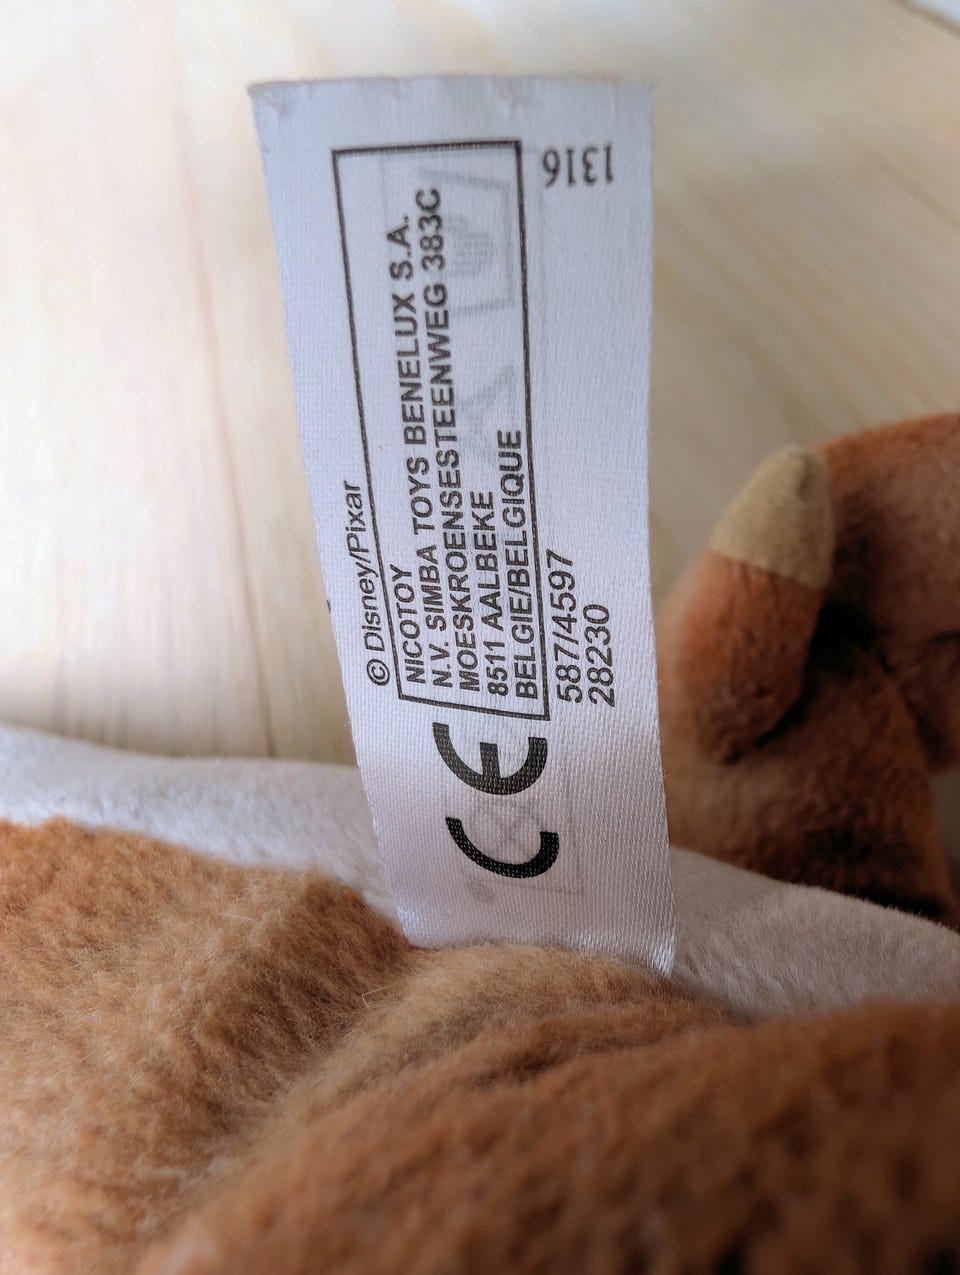 © Disney/Pixar
NICOTOY
N.V. SIMBA TOYS BENELUX S.A.
MOESKROENSESTEENWEG 383C
8511 AALBEKE
BELGIE/BELGIQUE
587/4597
28230
CE
1316